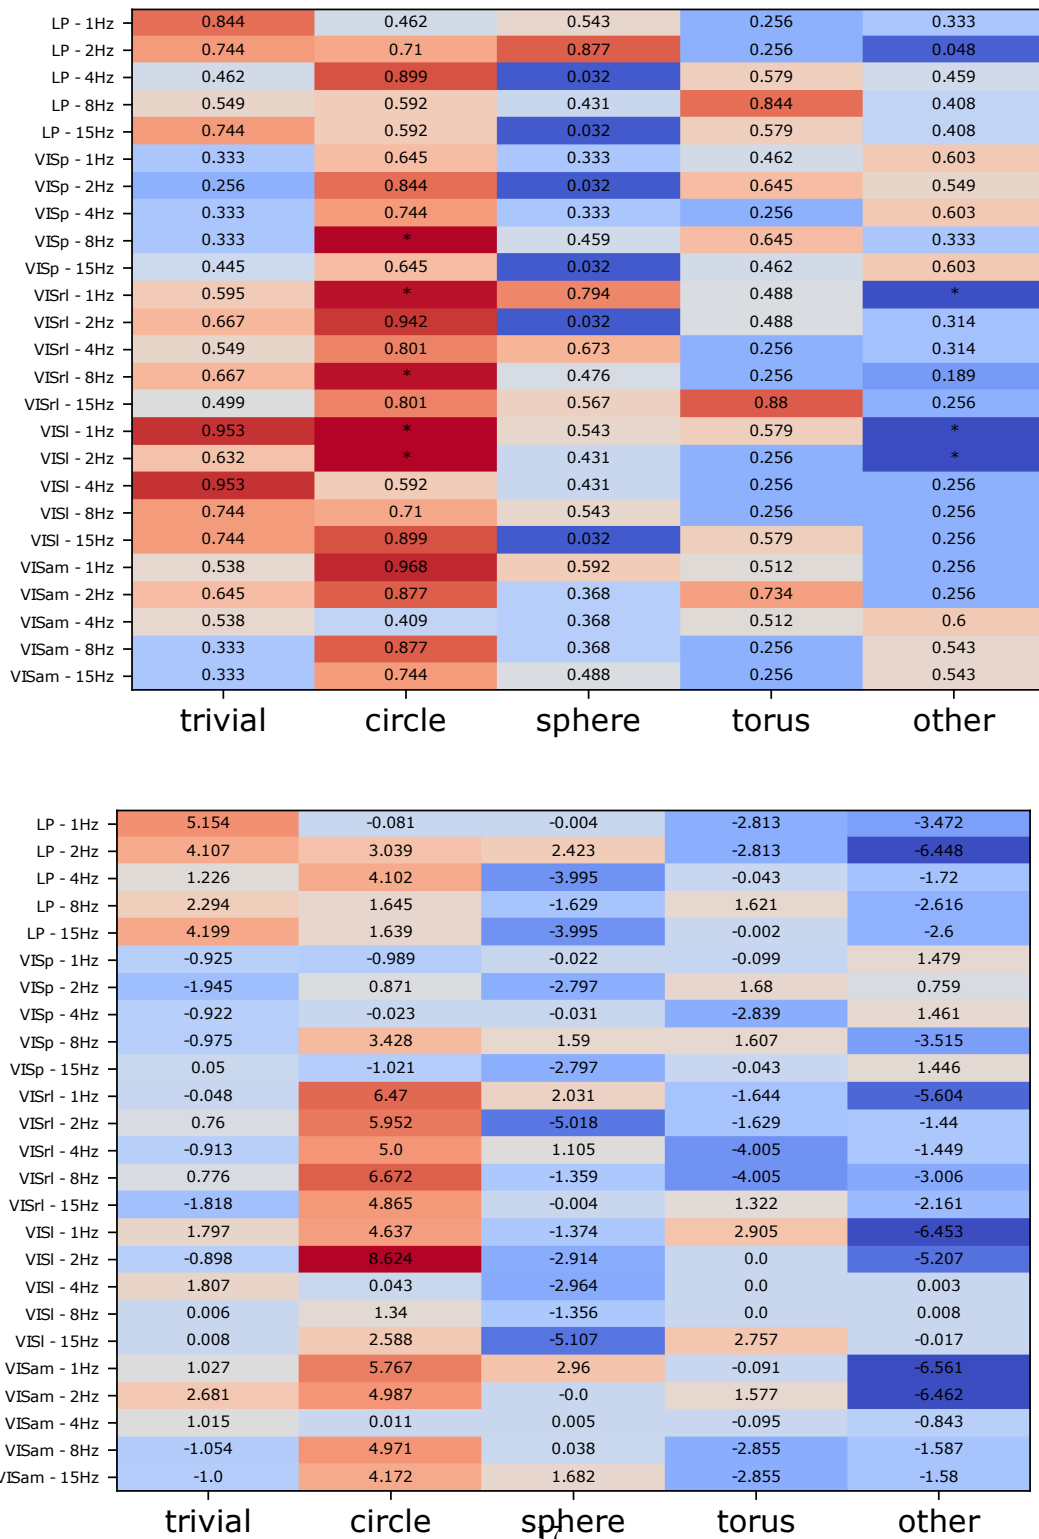 LP - 1Hz 0.844 0.462 0.543 0.256 0.333
LP - 2Hz 0.744 0.71 0.877 0.256 0.048
LP - 4Hz 0.462 0.899 0.032 0.579 0.459
LP - 8Hz 0.549 0.592 0.431 0.844 0.408
LP - 15Hz 0.744 0.592 0.032 0.579 0.408
VISp - 1Hz 0.333 0.645 0.333 0.462 0.603
VISp - 2Hz 0.256 0.844 0.032 0.645 0.549
VISp - 4Hz 0.333 0.744 0.333 0.256 0.603
VISp - 8Hz 0.333 * 0.459 0.645 0.333
VISp - 15Hz 0.445 0.645 0.032 0.462 0.603
VISrl - 1Hz 0.595 * 0.794 0.488 *
VISrl - 2Hz 0.667 0.942 0.032 0.488 0.314
VISrl - 4Hz 0.549 0.801 0.673 0.256 0.314
VISrl - 8Hz 0.667 * 0.476 0.256 0.189
VISrl - 15Hz 0.499 0.801 0.567 0.88 0.256
VISl - 1Hz 0.953 * 0.543 0.579 *
VISl - 2Hz 0.632 * 0.431 0.256 *
VISl - 4Hz 0.953 0.592 0.431 0.256 0.256
VISl - 8Hz 0.744 0.71 0.543 0.256 0.256
VISl - 15Hz 0.744 0.899 0.032 0.579 0.256
VISam - 1Hz 0.538 0.968 0.592 0.512 0.256
VISam - 2Hz 0.645 0.877 0.368 0.734 0.256
VISam - 4Hz 0.538 0.409 0.368 0.512 0.6
VISam - 8Hz 0.333 0.877 0.368 0.256 0.543
VISam - 15Hz 0.333 0.744 0.488 0.256 0.543
trivial circle sphere torus other
LP - 1Hz 5.154 -0.081 -0.004 -2.813 -3.472
LP - 2Hz 4.107 3.039 2.423 -2.813 -6.448
LP - 4Hz 1.226 4.102 -3.995 -0.043 -1.72
LP - 8Hz 2.294 1.645 -1.629 1.621 -2.616
LP - 15Hz 4.199 1.639 -3.995 -0.002 -2.6
VISp - 1Hz -0.925 -0.989 -0.022 -0.099 1.479
VISp - 2Hz -1.945 0.871 -2.797 1.68 0.759
VISp - 4Hz -0.922 -0.023 -0.031 -2.839 1.461
VISp - 8Hz -0.975 3.428 1.59 1.607 -3.515
VISp - 15Hz 0.05 -1.021 -2.797 -0.043 1.446
VISrl - 1Hz -0.048 6.47 2.031 -1.644 -5.604
VISrl - 2Hz 0.76 5.952 -5.018 -1.629 -1.44
VISrl - 4Hz -0.913 5.0 1.105 -4.005 -1.449
VISrl - 8Hz 0.776 6.672 -1.359 -4.005 -3.006
VISrl - 15Hz -1.818 4.865 -0.004 1.322 -2.161
VISl - 1Hz 1.797 4.637 -1.374 2.905 -6.453
VISl - 2Hz -0.898 8.624 -2.914 0.0 -5.207
VISl - 4Hz 1.807 0.043 -2.964 0.0 0.003
VISl - 8Hz 0.006 1.34 -1.356 0.0 0.008
VISl - 15Hz 0.008 2.588 -5.107 2.757 -0.017
VISam - 1Hz 1.027 5.767 2.96 -0.091 -6.561
VISam - 2Hz 2.681 4.987 -0.0 1.577 -6.462
VISam - 4Hz 1.015 0.011 0.005 -0.095 -0.843
VISam - 8Hz -1.054 4.971 0.038 -2.855 -1.587
VISam - 15Hz -1.0 4.172 1.682 -2.855 -1.58
trivial circle sphere torus other